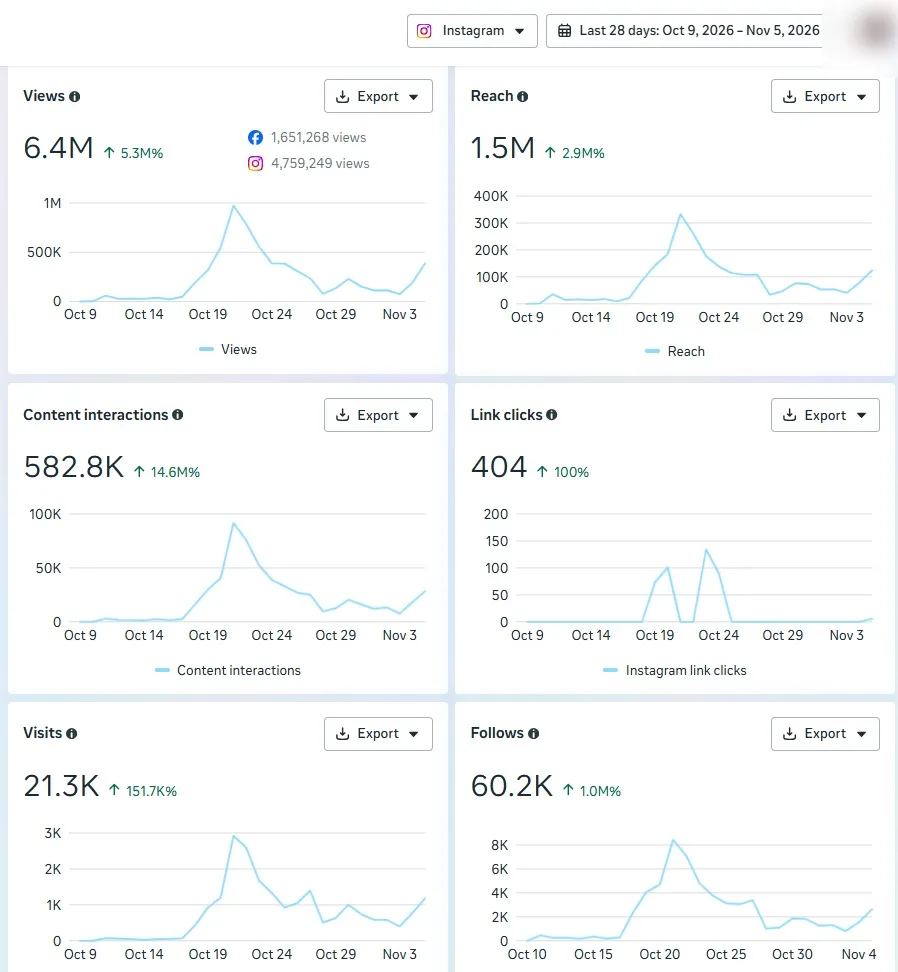 Instagram
Last 28 days: Oct 9, 2026 – Nov 5, 2026
Views
Export
6.4M
5.3M%
1,651,268 views
4,759,249 views
1M
500K
0
Oct 9 Oct 14 Oct 19 Oct 24 Oct 29 Nov 3
Views
Reach
Export
1.5M
2.9M%
400K
300K
200K
100K
0
Oct 9 Oct 14 Oct 19 Oct 24 Oct 29 Nov 3
Reach
Content interactions
Export
582.8K
14.6M%
100K
50K
0
Oct 9 Oct 14 Oct 19 Oct 24 Oct 29 Nov 3
Content interactions
Link clicks
Export
404
100%
200
150
100
50
0
Oct 9 Oct 14 Oct 19 Oct 24 Oct 29 Nov 3
Instagram link clicks
Visits
Export
21.3K
151.7K%
3K
2K
1K
0
Oct 9 Oct 14 Oct 19 Oct 24 Oct 29 Nov 3
Follows
Export
60.2K
1.0M%
8K
6K
4K
2K
0
Oct 10 Oct 15 Oct 20 Oct 25 Oct 30 Nov 4